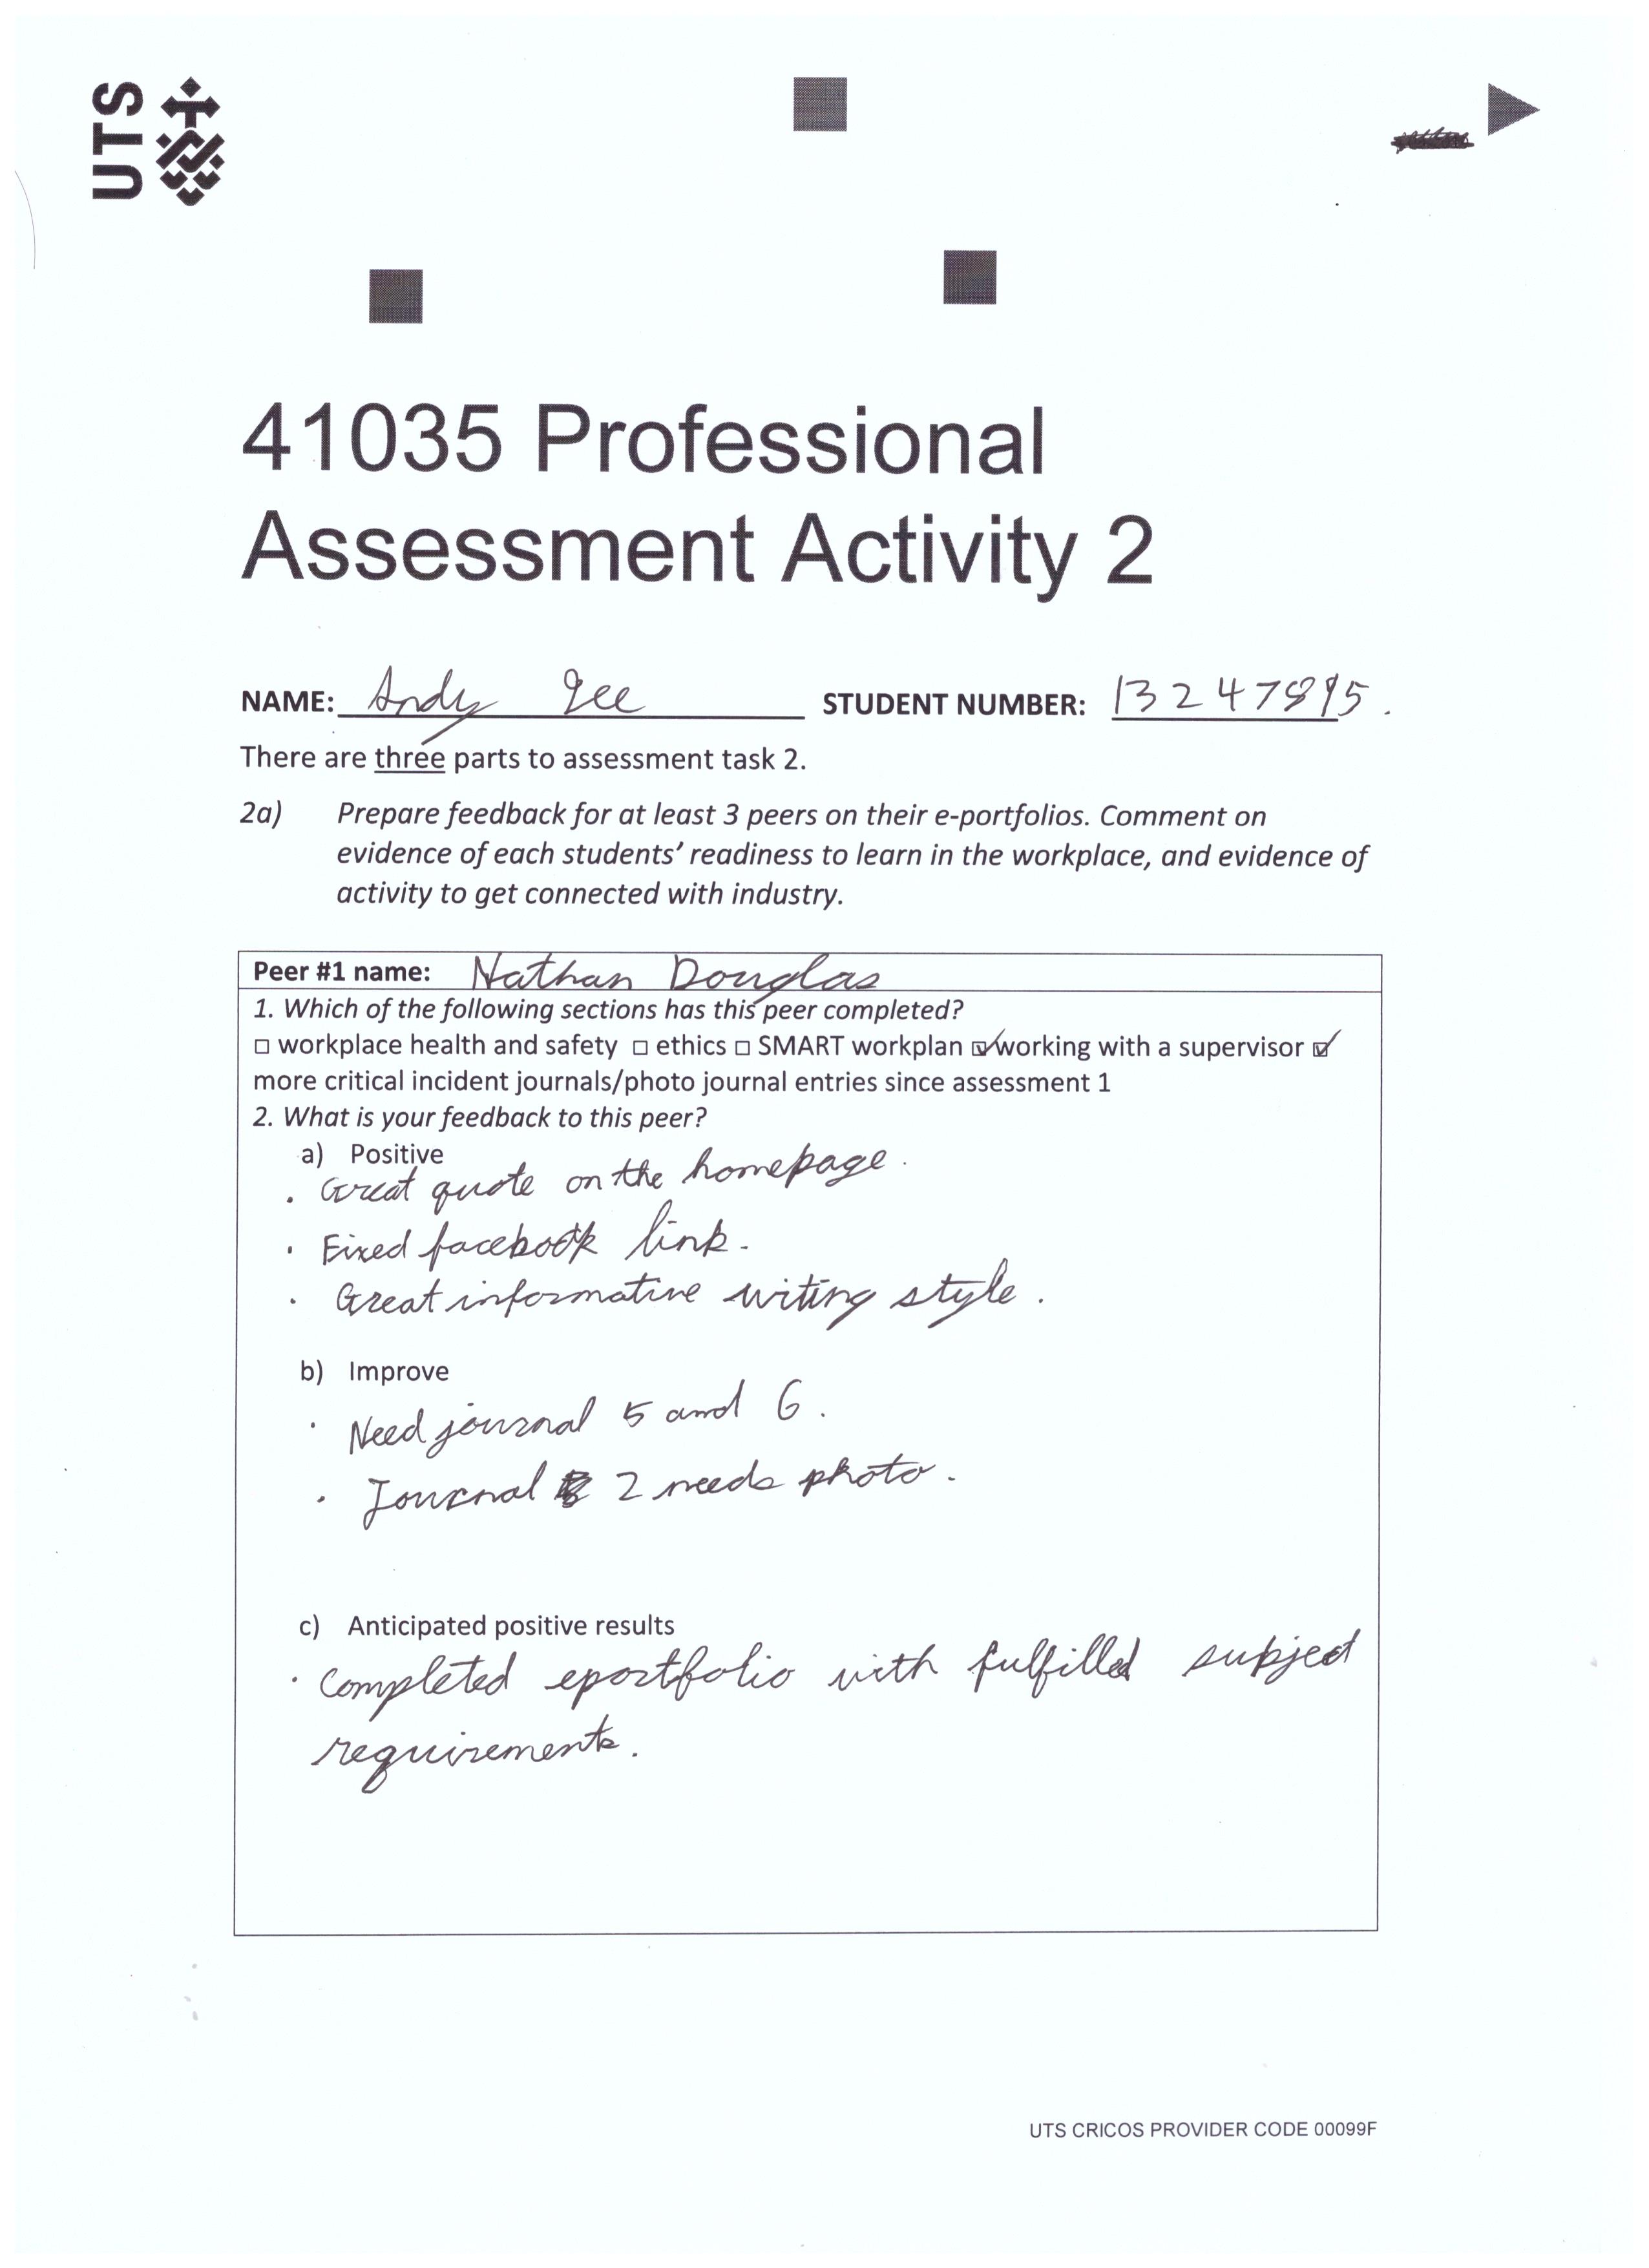 UTS
41035 Professional
Assessment Activity 2
NAME: Andy STUDENT NUMBER: 13247895.
There are three parts to assessment task 2.
2a) Prepare feedback for at least 3 peers on their e-portfolios. Comment on
evidence of each students' readiness to learn in the workplace, and evidence of
activity to get connected with industry.
Peer #1 name: Nathan Douglas
1. Which of the following sections has this peer completed?
☐ workplace health and safety ☐ ethics ☐ SMART workplan ☑ working with a supervisor ☑
more critical incident journals/photo journal entries since assessment 1
2. What is your feedback to this peer?
a) Positive
· Great quote on the homepage.
· Fixed facebook link.
· Great informative writing style.
b) Improve
· Need journal 5 and 6.
· Journal 2 needs photo.
c) Anticipated positive results
· Completed eportfolio with fulfilled subject
requirements.
UTS CRICOS PROVIDER CODE 00099F